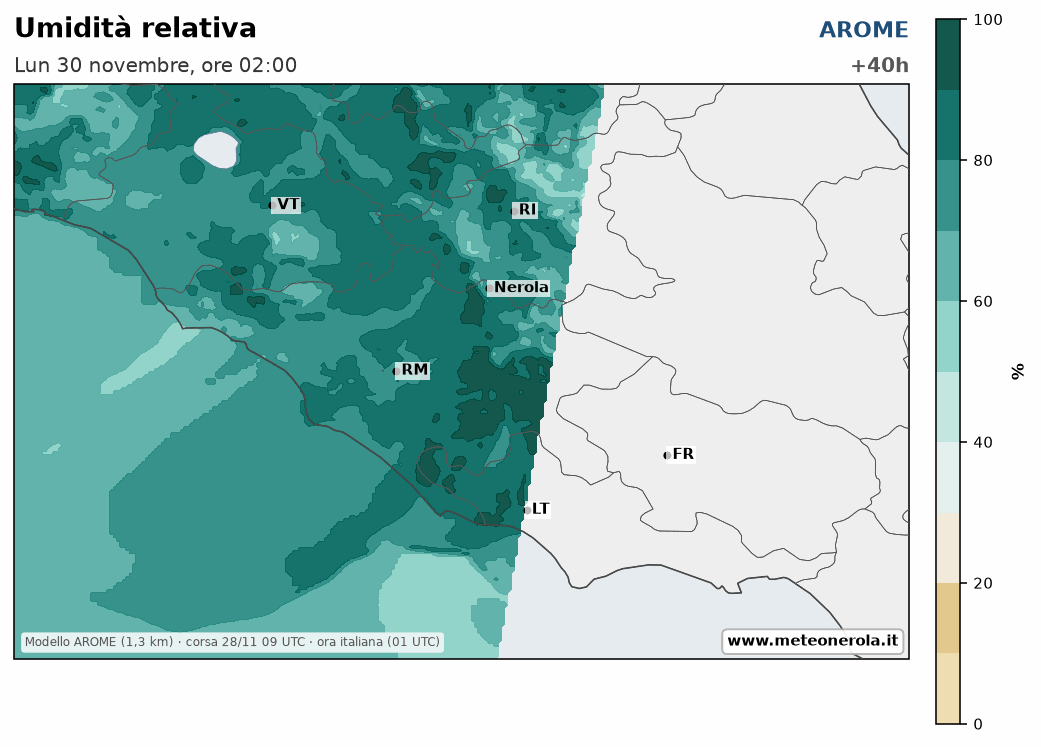 Umidità relativa
AROME
Lun 30 novembre, ore 02:00
+40h
100
80
60
40
20
0
%
VT
RI
Nerola
RM
FR
LT
Modello AROME (1,3 km) · corsa 28/11 09 UTC · ora italiana (01 UTC)
www.meteonerola.it